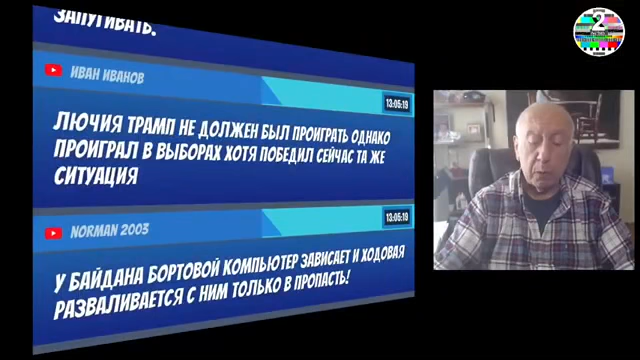 ЗАПУГИВАТЬ.
ИВАН ИВАНОВ
13:05:19
ЛЮЧИЯ ТРАМП НЕ ДОЛЖЕН БЫЛ ПРОИГРАТЬ ОДНАКО
ПРОИГРАЛ В ВЫБОРАХ ХОТЯ ПОБЕДИЛ СЕЙЧАС ТА ЖЕ
СИТУАЦИЯ
NORMAN 2003
13:05:19
У БАЙДАНА БОРТОВОЙ КОМПЬЮТЕР ЗАВИСАЕТ И ХОДОВАЯ
РАЗВАЛИВАЕТСЯ С НИМ ТОЛЬКО В ПРОПАСТЬ!
2